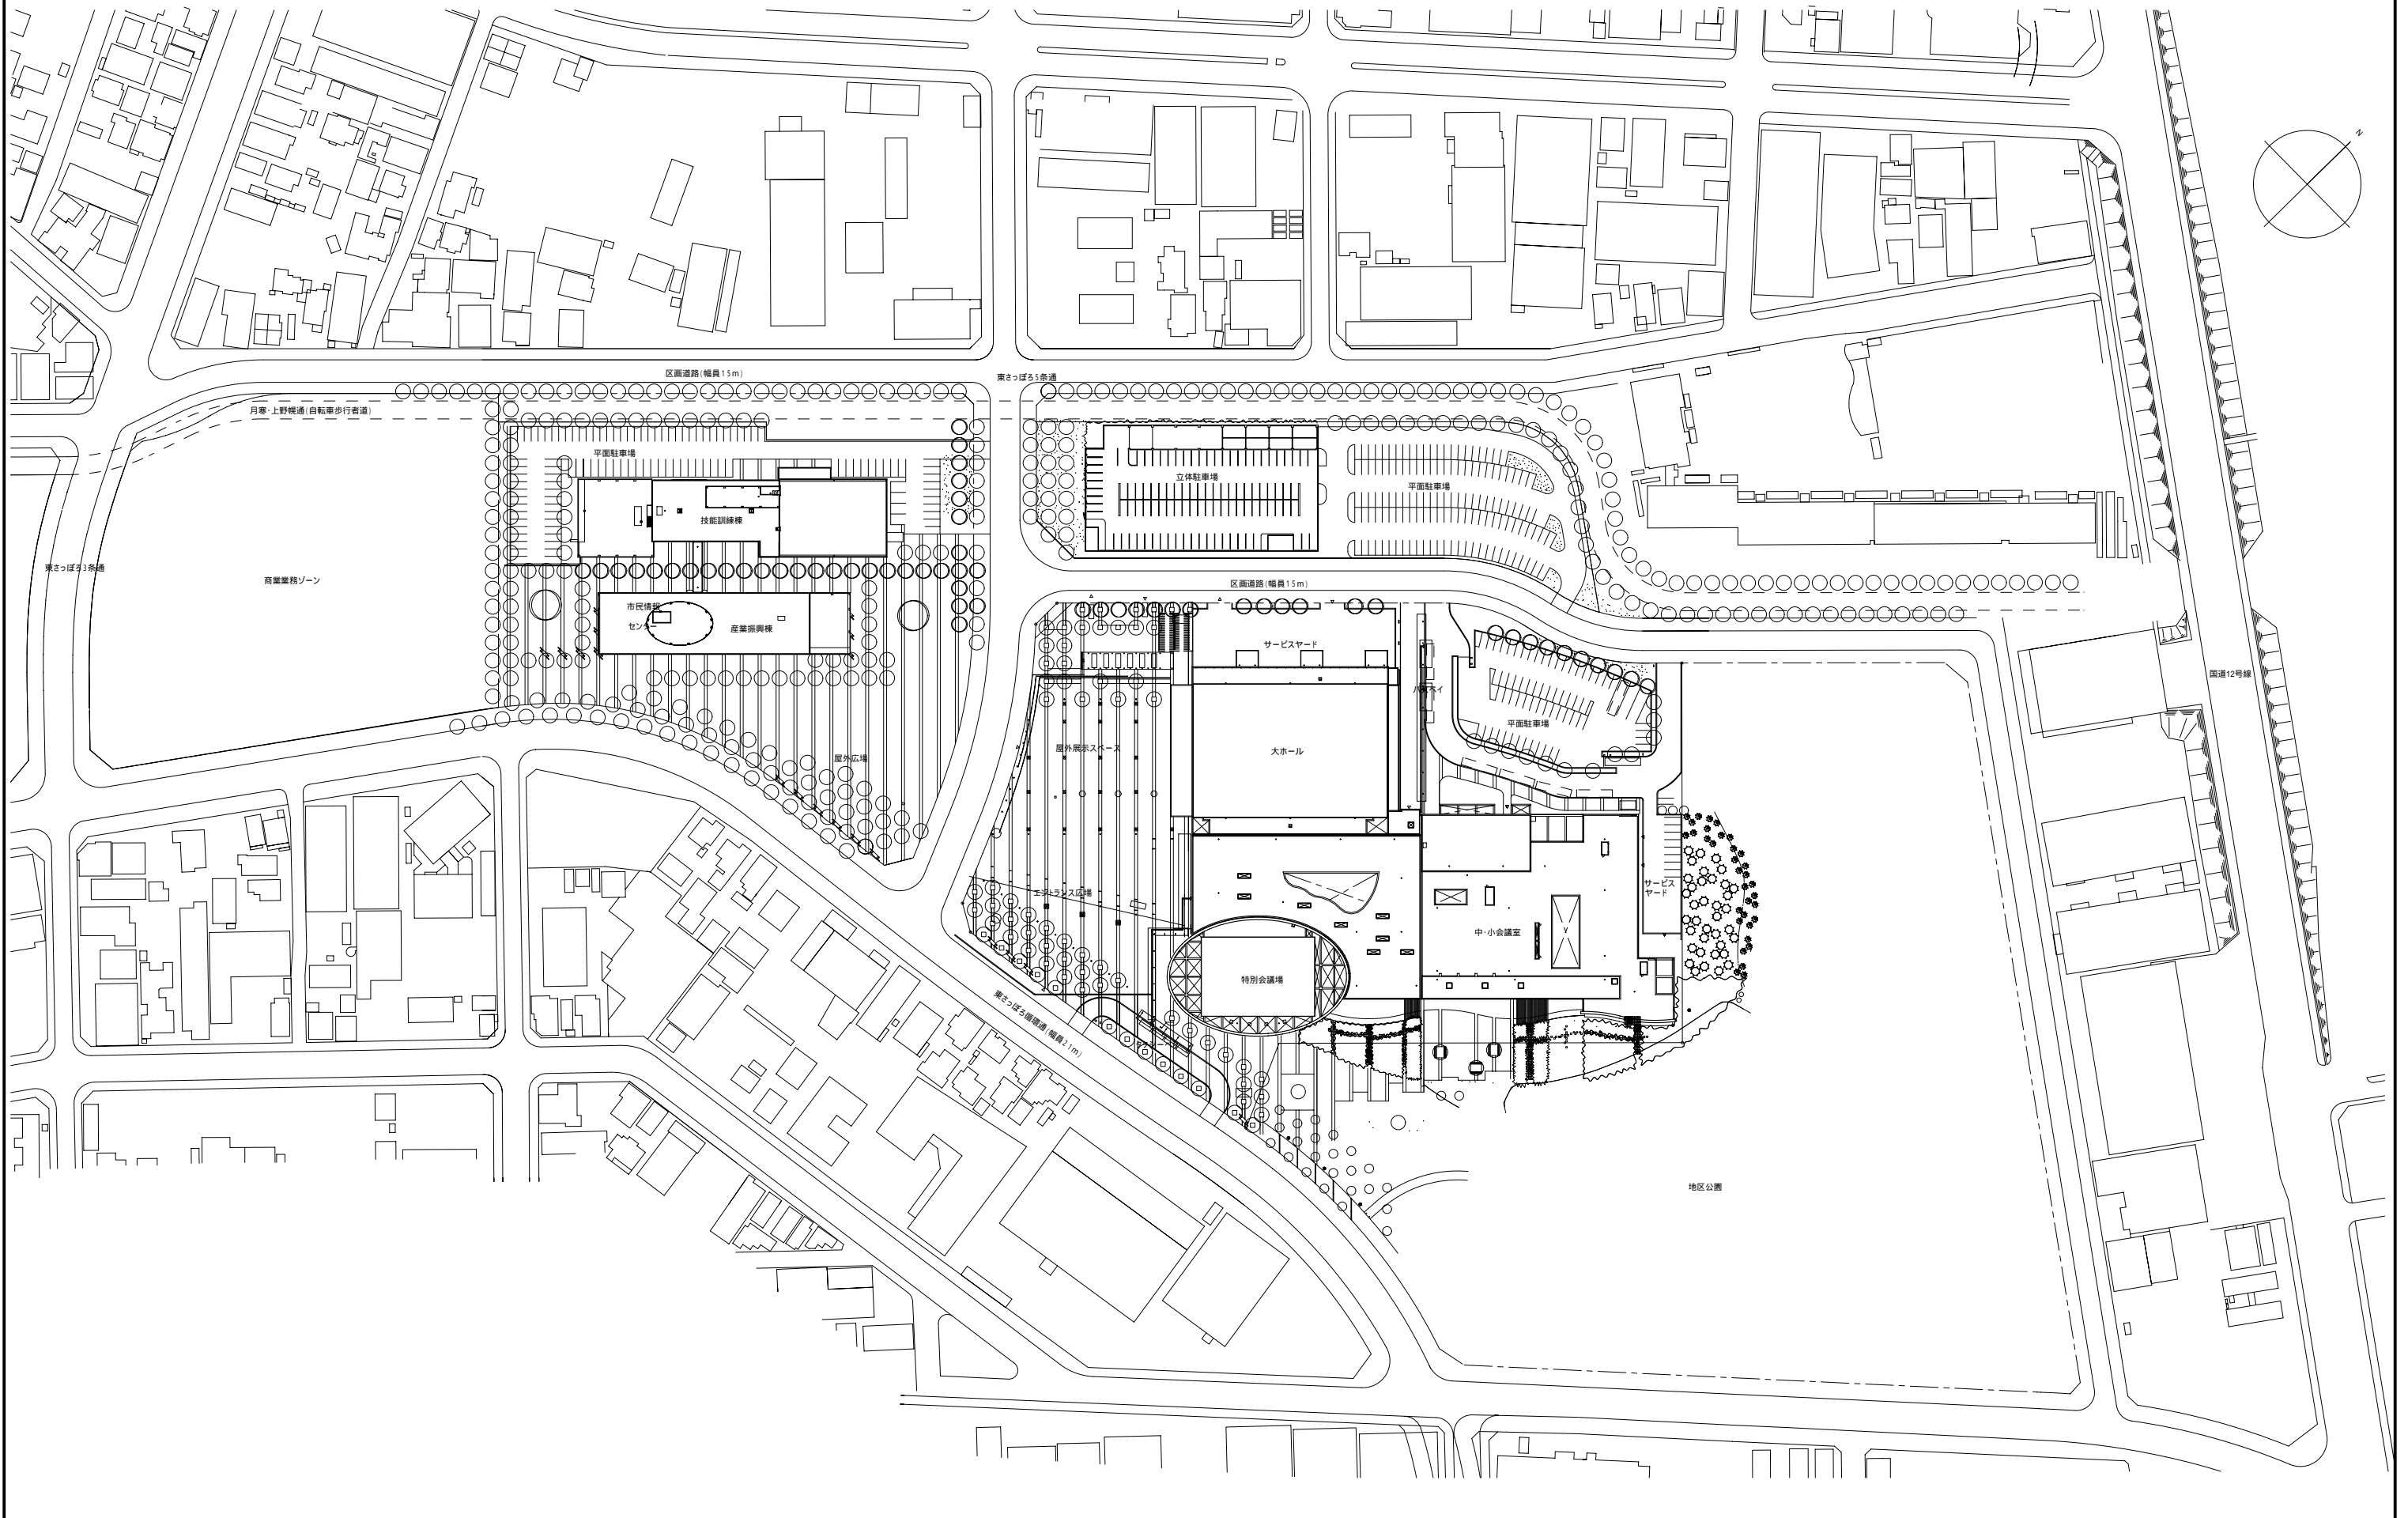 N
区画道路(幅員15m)
東さっぽろ5条通
月寒・上野幌通(自転車歩行者道)
平面駐車場
立体駐車場
平面駐車場
技能訓練棟
東さっぽろ3条通
商業業務ゾーン
区画道路(幅員15m)
市民情報
センター
産業振興棟
サービスヤード
国道12号線
平面駐車場
屋外展示スペース
大ホール
屋外広場
エントランス広場
サービス
ヤード
中・小会議室
特別会議場
東さっぽろ循環通(幅員21m)
地区公園